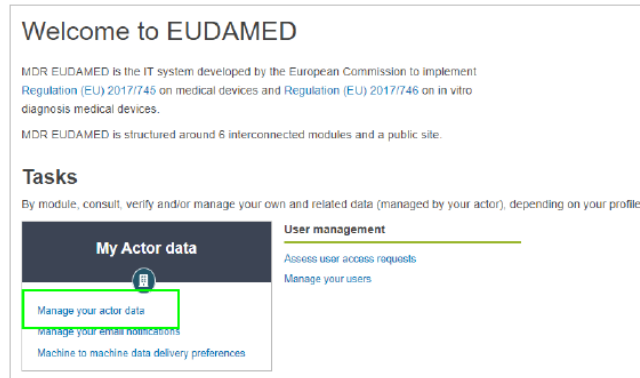 Welcome to EUDAMED
MDR EUDAMED is the IT system developed by the European Commission to implement
Regulation (EU) 2017/745 on medical devices and Regulation (EU) 2017/746 on in vitro
diagnosis medical devices.
MDR EUDAMED is structured around 6 interconnected modules and a public site.
Tasks
By module, consult, verify and/or manage your own and related data (managed by your actor), depending on your profile
My Actor data
Manage your actor data
Manage your email notifications
Machine to machine data delivery preferences
User management
Assess user access requests
Manage your users